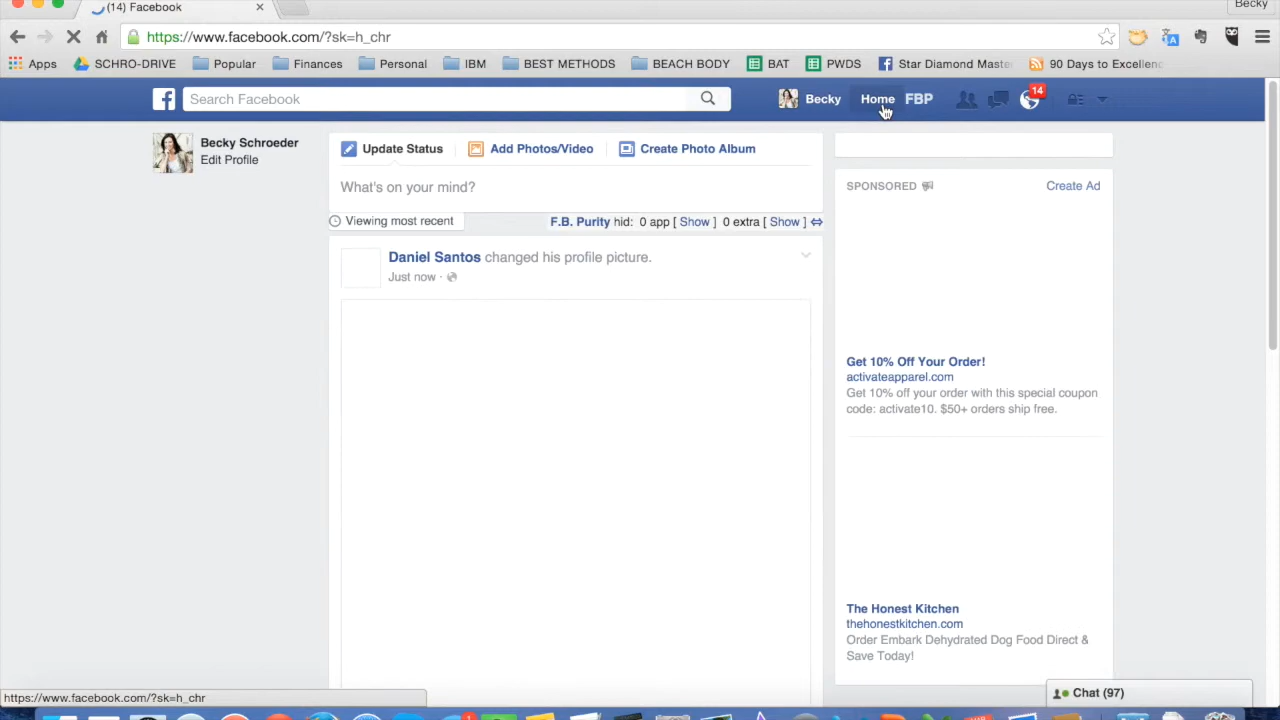 (14) Facebook
Becky
https://www.facebook.com/?sk=h_chr
Apps SCHRO-DRIVE Popular Finances Personal IBM BEST METHODS BEACH BODY BAT PWDS Star Diamond Maste 90 Days to Excellenc
Search Facebook
Becky Home FBP 14
Becky Schroeder
Edit Profile
Update Status Add Photos/Video Create Photo Album
What's on your mind?
Viewing most recent F.B. Purity hid: 0 app [ Show ] 0 extra [ Show ]
Daniel Santos changed his profile picture.
Just now ·
SPONSORED Create Ad
Get 10% Off Your Order!
activateapparel.com
Get 10% off your order with this special coupon
code: activate10. $50+ orders ship free.
The Honest Kitchen
thehonestkitchen.com
Order Embark Dehydrated Dog Food Direct &
Save Today!
Chat (97)
https://www.facebook.com/?sk=h_chr